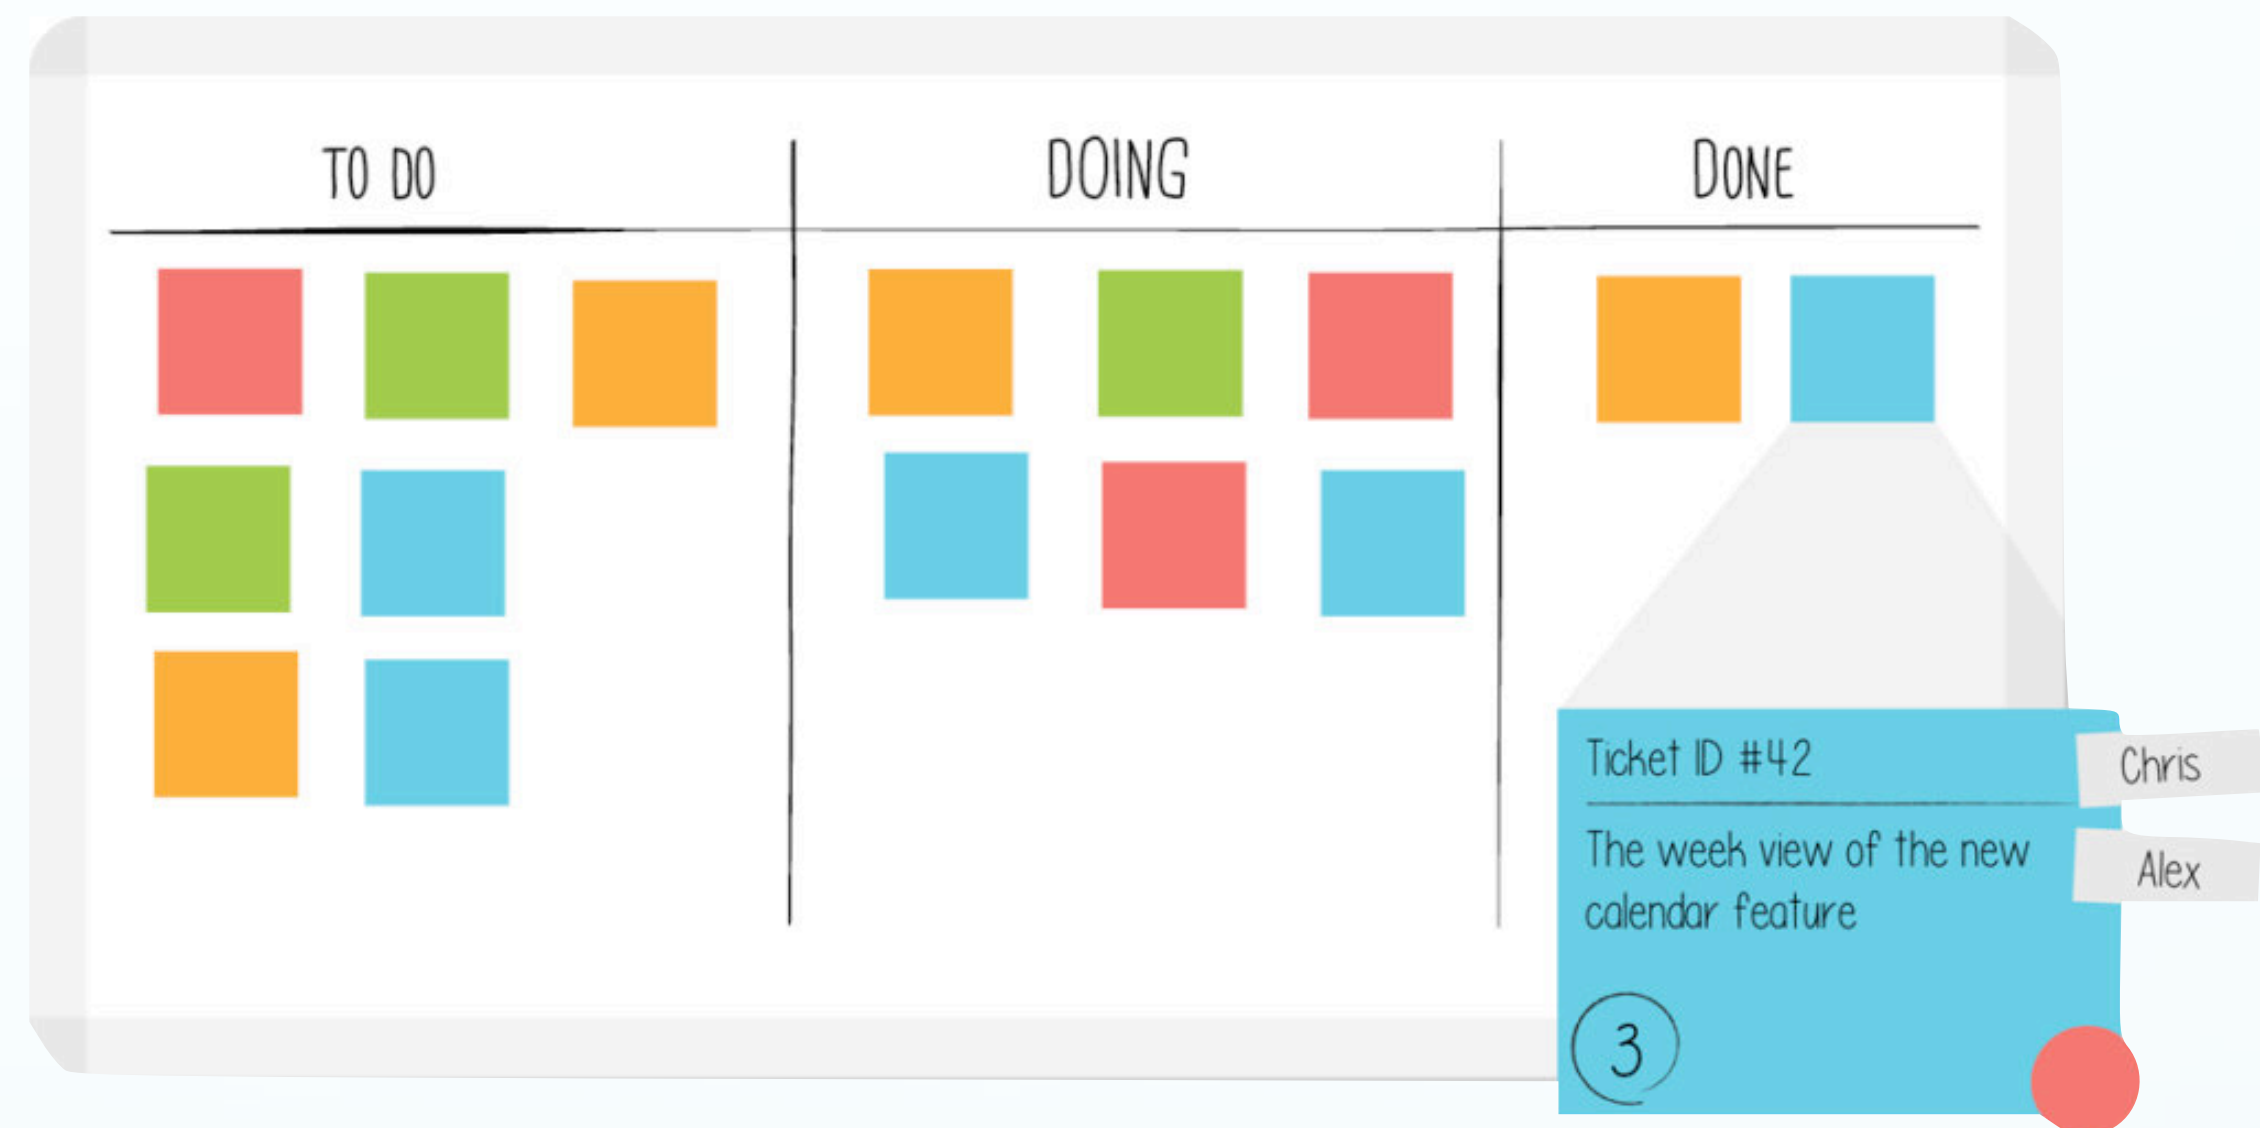 TO DO
DOING
DONE
Ticket ID #42
Chris
The week view of the new
calendar feature
Alex
3